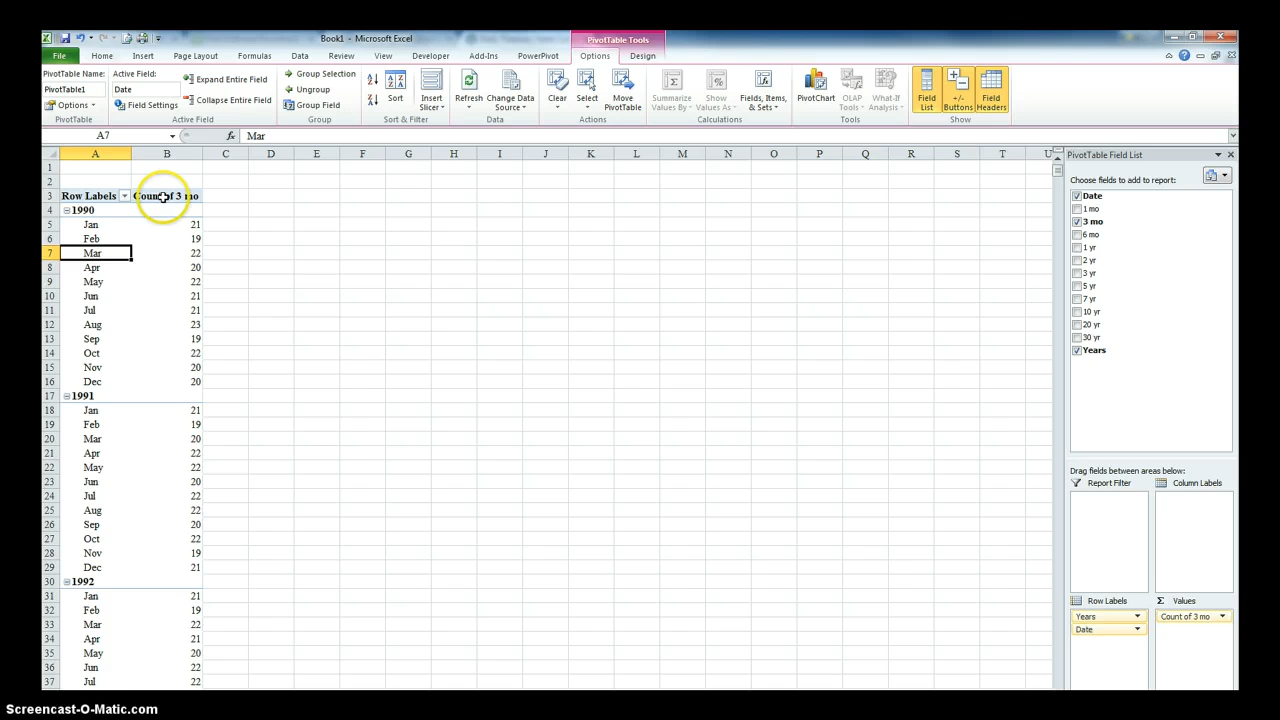 Book1 - Microsoft Excel
PivotTable Tools
File Home Insert Page Layout Formulas Data Review View Developer Add-Ins PowerPivot Options Design
PivotTable Name: Active Field: Expand Entire Field Group Selection
PivotTable1 Date Ungroup
Options Field Settings Collapse Entire Field Group Field
Sort Insert Slicer Refresh Change Data Source Clear Select Move PivotTable Summarize Values By Show Values As Fields, Items, & Sets PivotChart OLAP Tools What-If Analysis Field List +/- Buttons Field Headers
PivotTable Active Field Group Sort & Filter Data Actions Calculations Tools Show
A7 fx Mar
A B C D E F G H I J K L M N O P Q R S T U
1
2
3 Row Labels Count of 3 mo
4 1990
5 Jan 21
6 Feb 19
7 Mar 22
8 Apr 20
9 May 22
10 Jun 21
11 Jul 21
12 Aug 23
13 Sep 19
14 Oct 22
15 Nov 20
16 Dec 20
17 1991
18 Jan 21
19 Feb 19
20 Mar 20
21 Apr 22
22 May 22
23 Jun 20
24 Jul 22
25 Aug 22
26 Sep 20
27 Oct 22
28 Nov 19
29 Dec 21
30 1992
31 Jan 21
32 Feb 19
33 Mar 22
34 Apr 21
35 May 20
36 Jun 22
37 Jul 22
PivotTable Field List
Choose fields to add to report:
Date
1 mo
3 mo
6 mo
1 yr
2 yr
3 yr
5 yr
7 yr
10 yr
20 yr
30 yr
Years
Drag fields between areas below:
Report Filter Column Labels
Row Labels Σ Values
Years Count of 3 mo
Date
Screencast-O-Matic.com